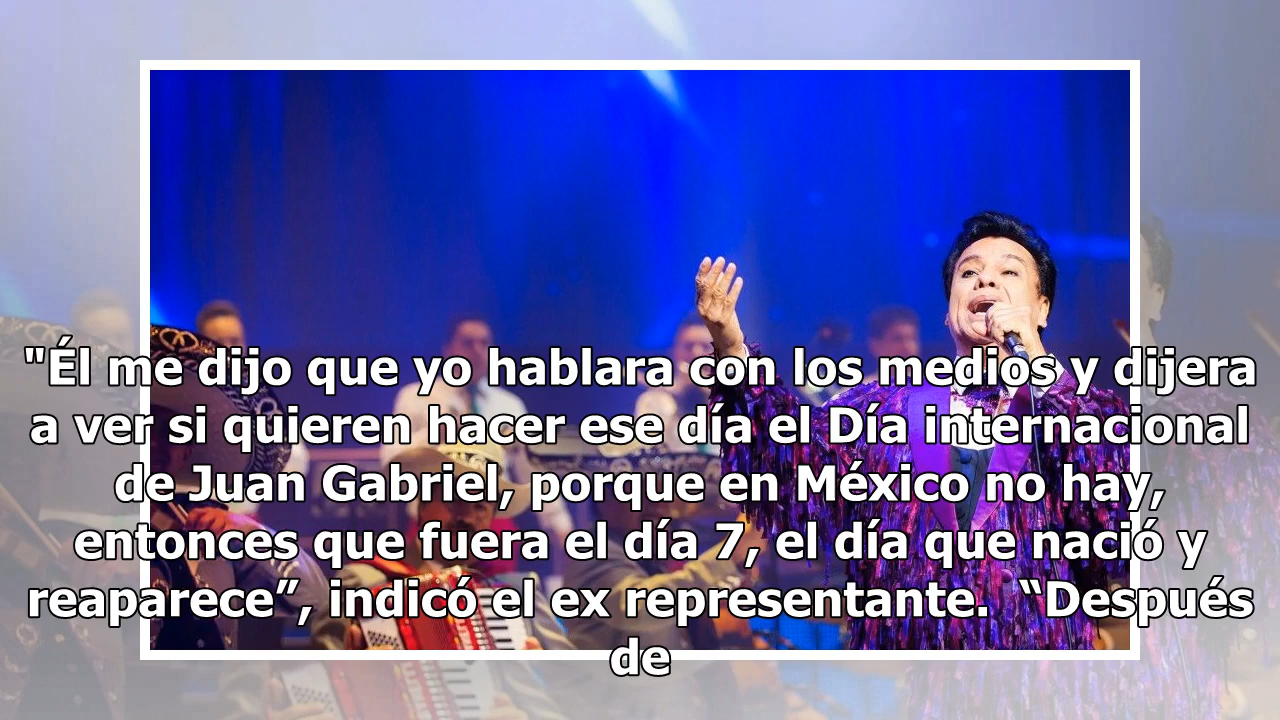 "Él me dijo que yo hablara con los medios y dijera
a ver si quieren hacer ese día el Día internacional
de Juan Gabriel, porque en México no hay,
entonces que fuera el día 7, el día que nació y
reaparece”, indicó el ex representante.  “Después
de